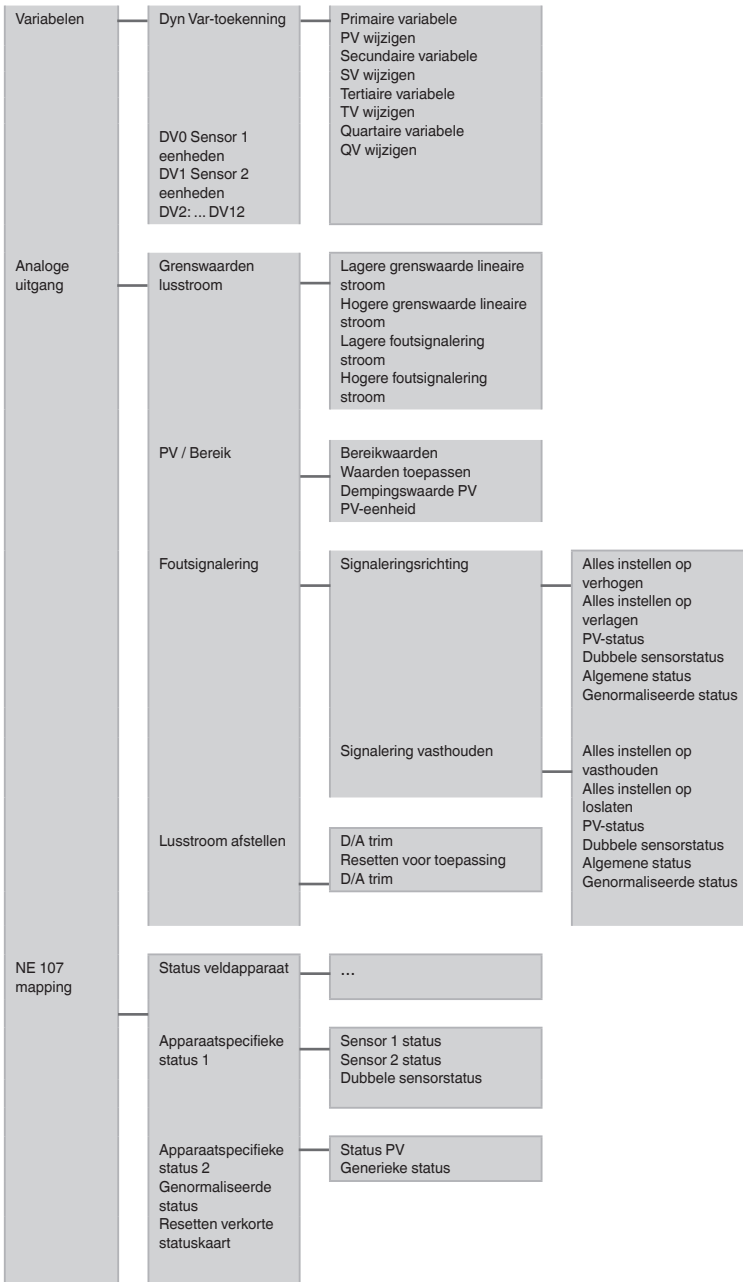 Variabelen
Dyn Var-toekenning
Primaire variabele
PV wijzigen
Secundaire variabele
SV wijzigen
Tertiaire variabele
TV wijzigen
Quartaire variabele
QV wijzigen
DV0 Sensor 1
eenheden
DV1 Sensor 2
eenheden
DV2: ... DV12
Analoge
uitgang
Grenswaarden
lusstroom
Lagere grenswaarde lineaire
stroom
Hogere grenswaarde lineaire
stroom
Lagere foutsignalering
stroom
Hogere foutsignalering
stroom
PV / Bereik
Bereikwaarden
Waarden toepassen
Dempingswaarde PV
PV-eenheid
Foutsignalering
Signaleringsrichting
Alles instellen op
verhogen
Alles instellen op
verlagen
PV-status
Dubbele sensorstatus
Algemene status
Genormaliseerde status
Signalering vasthouden
Alles instellen op
vasthouden
Alles instellen op
loslaten
PV-status
Dubbele sensorstatus
Algemene status
Genormaliseerde status
Lusstroom afstellen
D/A trim
Resetten voor toepassing
D/A trim
NE 107
mapping
Status veldapparaat
...
Apparaatspecifieke
status 1
Sensor 1 status
Sensor 2 status
Dubbele sensorstatus
Apparaatspecifieke
status 2
Genormaliseerde
status
Resetten verkorte
statuskaart
Status PV
Generieke status